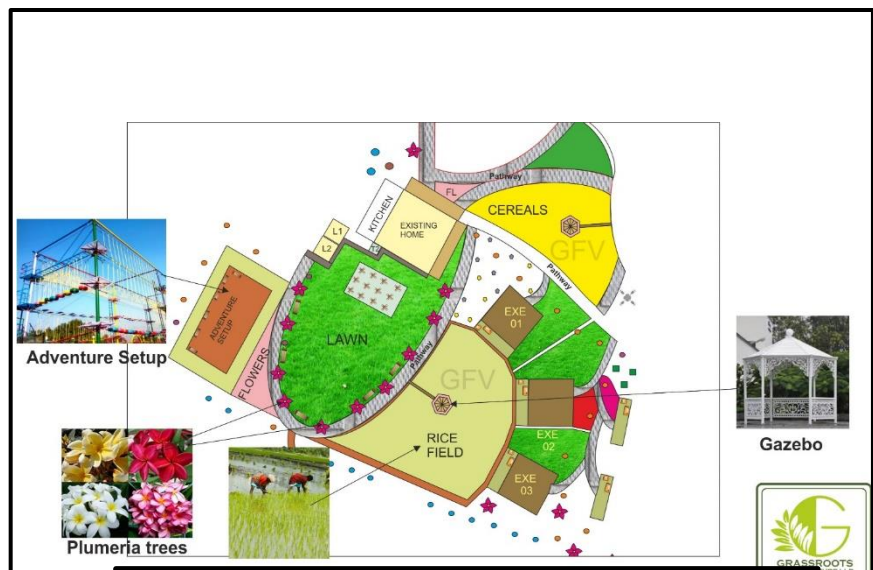 Pathway
FL
CEREALS
GFV
KITCHEN
EXISTING
HOME
L1
L2
Pathway
ADVENTURE
SETUP
Adventure Setup
EXE
01
LAWN
Pathway
FLOWERS
GFV
Gazebo
RICE
FIELD
EXE
02
EXE
03
Plumeria trees
G
GRASSROOTS